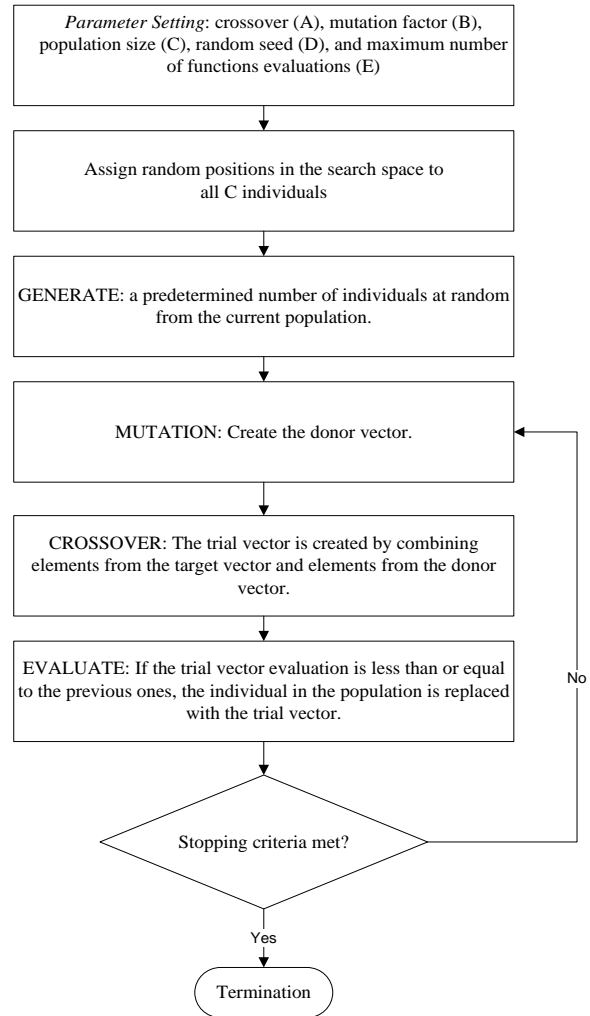 Parameter Setting: crossover (A), mutation factor (B),
population size (C), random seed (D), and maximum number
of functions evaluations (E)
Assign random positions in the search space to
all C individuals
GENERATE: a predetermined number of individuals at random
from the current population.
MUTATION: Create the donor vector.
CROSSOVER: The trial vector is created by combining
elements from the target vector and elements from the donor
vector.
EVALUATE: If the trial vector evaluation is less than or equal
to the previous ones, the individual in the population is replaced
with the trial vector.
No
Stopping criteria met?
Yes
Termination